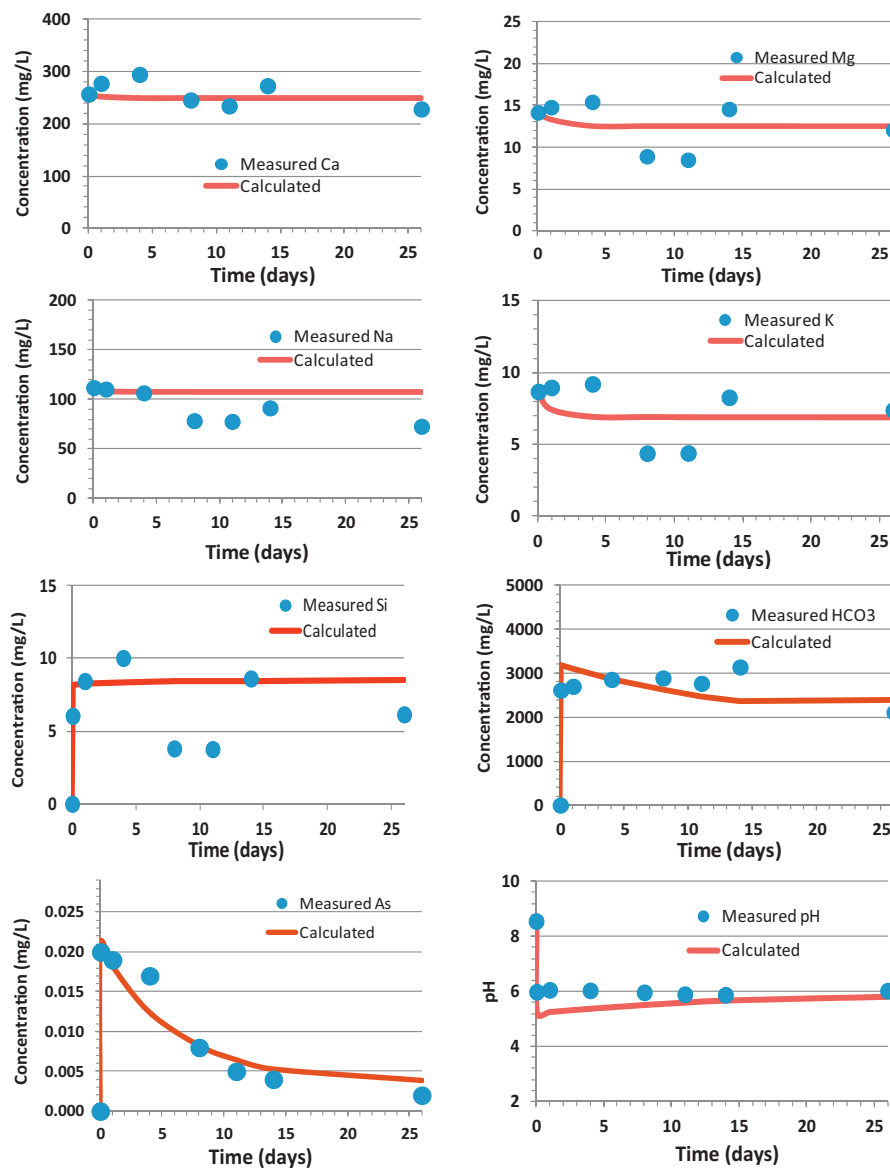 Concentration (mg/L)
400
300
200
100
0
Measured Ca
Calculated
0 5 10 15 20 25
Time (days)
Concentration (mg/L)
20
15
10
5
0
Measured Mg
Calculated
0 5 10 15 20 25
Time (days)
Concentration (mg/L)
200
150
100
50
0
Measured Na
Calculated
0 5 10 15 20 25
Time (days)
Concentration (mg/L)
15
10
5
0
Measured K
Calculated
0 5 10 15 20 25
Time (days)
Concentration (mg/L)
15
10
5
0
Measured Si
Calculated
0 5 10 15 20 25
Time (days)
Concentration (mg/L)
5000
4000
3000
2000
1000
0
Measured HCO3
Calculated
0 5 10 15 20 25
Time (days)
Concentration (mg/L)
0.025
0.020
0.015
0.010
0.005
0.000
Measured As
Calculated
0 5 10 15 20 25
Time (days)
pH
10
8
6
4
2
Measured pH
Calculated
0 5 10 15 20 25
Time (days)